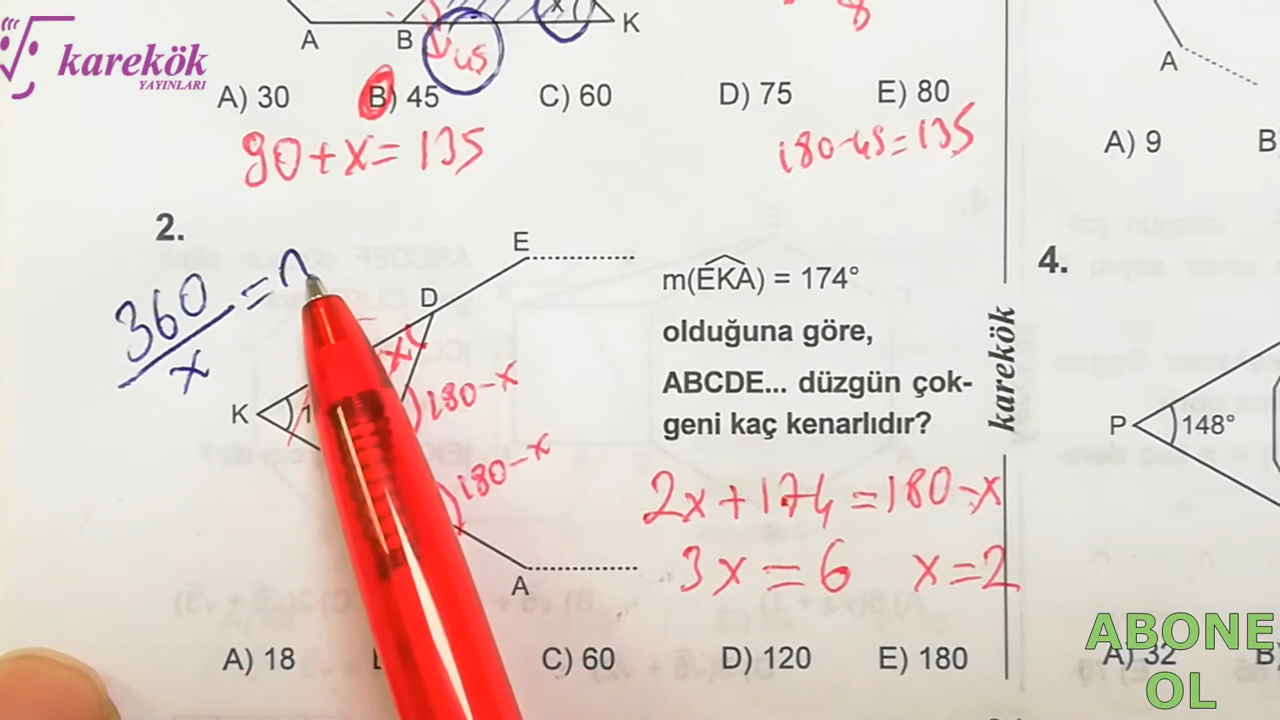 karekök
YAYINLARI
A
B
45
x
K
8
A
A) 30
B) 45
C) 60
D) 75
E) 80
A) 9
B
90+x=135
180-45=135
2.
360/x = n
E
D
K
x
180-x
180-x
A
m(EKA) = 174°
olduğuna göre,
ABCDE... düzgün çok-
geni kaç kenarlıdır?
2x+174=180-x
3x=6 x=2
A) 18
C) 60
D) 120
E) 180
karekök
4.
P
148°
A) 32
B)
ABONE
OL